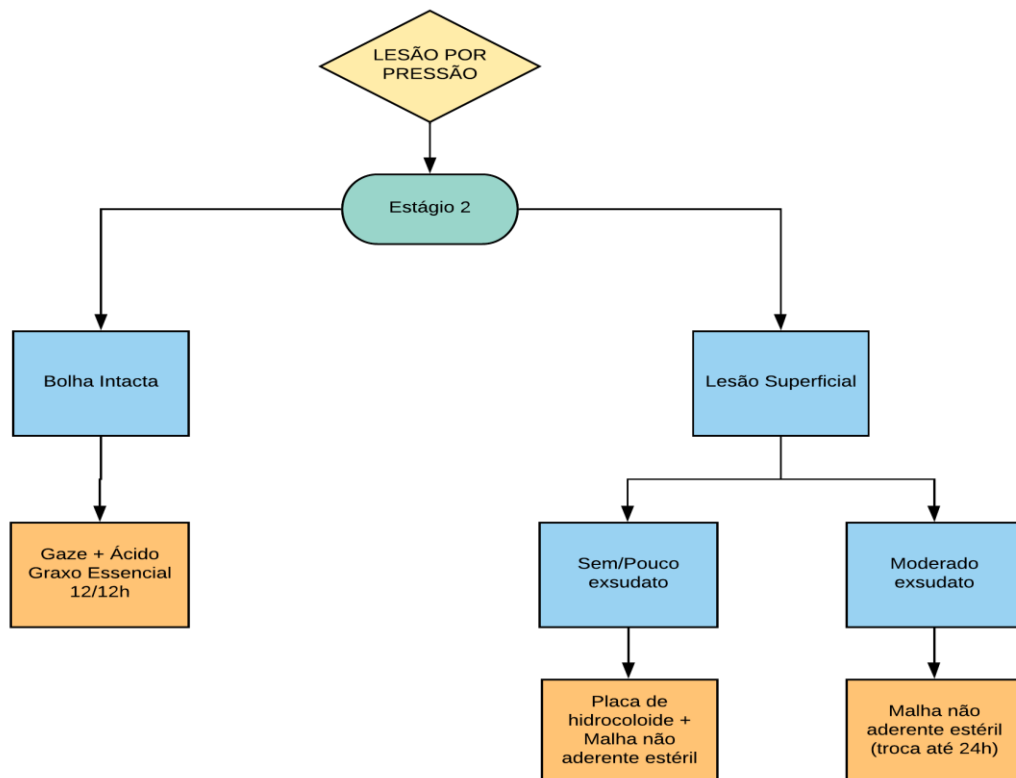 LESÃO POR
PRESSÃO
Estágio 2
Bolha Intacta
Lesão Superficial
Gaze + Ácido
Graxo Essencial
12/12h
Sem/Pouco
exsudato
Moderado
exsudato
Placa de
hidrocoloide +
Malha não
aderente estéril
Malha não
aderente estéril
(troca até 24h)